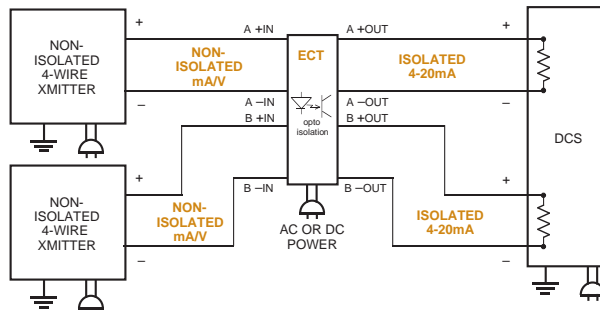 +
A +IN
A +OUT
+
NON-
ISOLATED
4-WIRE
XMITTER
NON-
ISOLATED
mA/V
ECT
ISOLATED
4-20mA
–
A –IN
A –OUT
–
opto
isolation
B +IN
B +OUT
DCS
NON-
ISOLATED
4-WIRE
XMITTER
+
NON-
ISOLATED
mA/V
B –IN
B –OUT
+
ISOLATED
4-20mA
–
AC OR DC
POWER
–